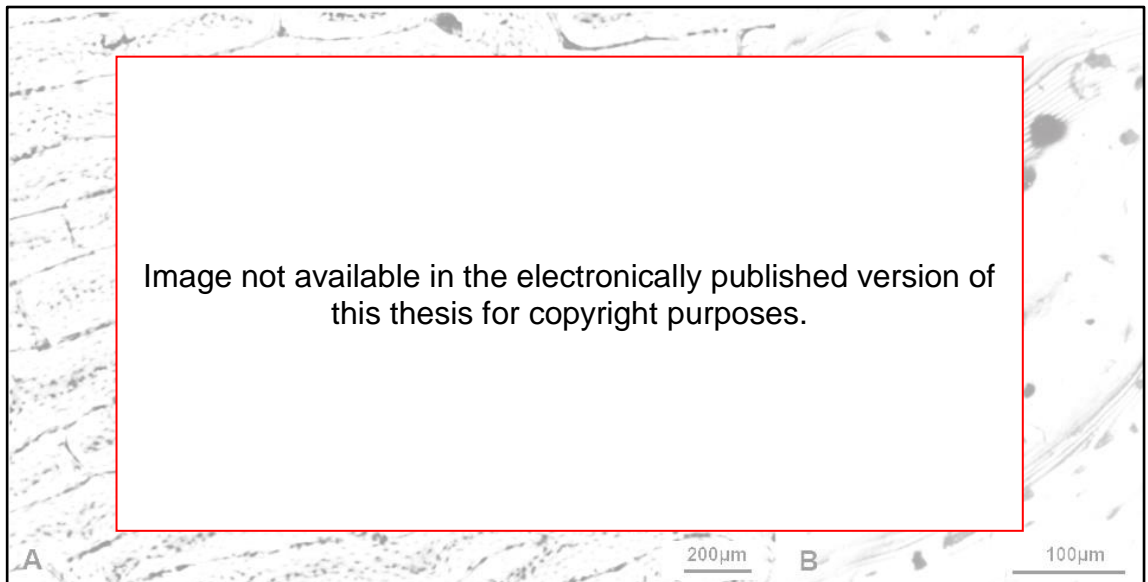 Image not available in the electronically published version of
this thesis for copyright purposes.
A
200µm
B
100µm